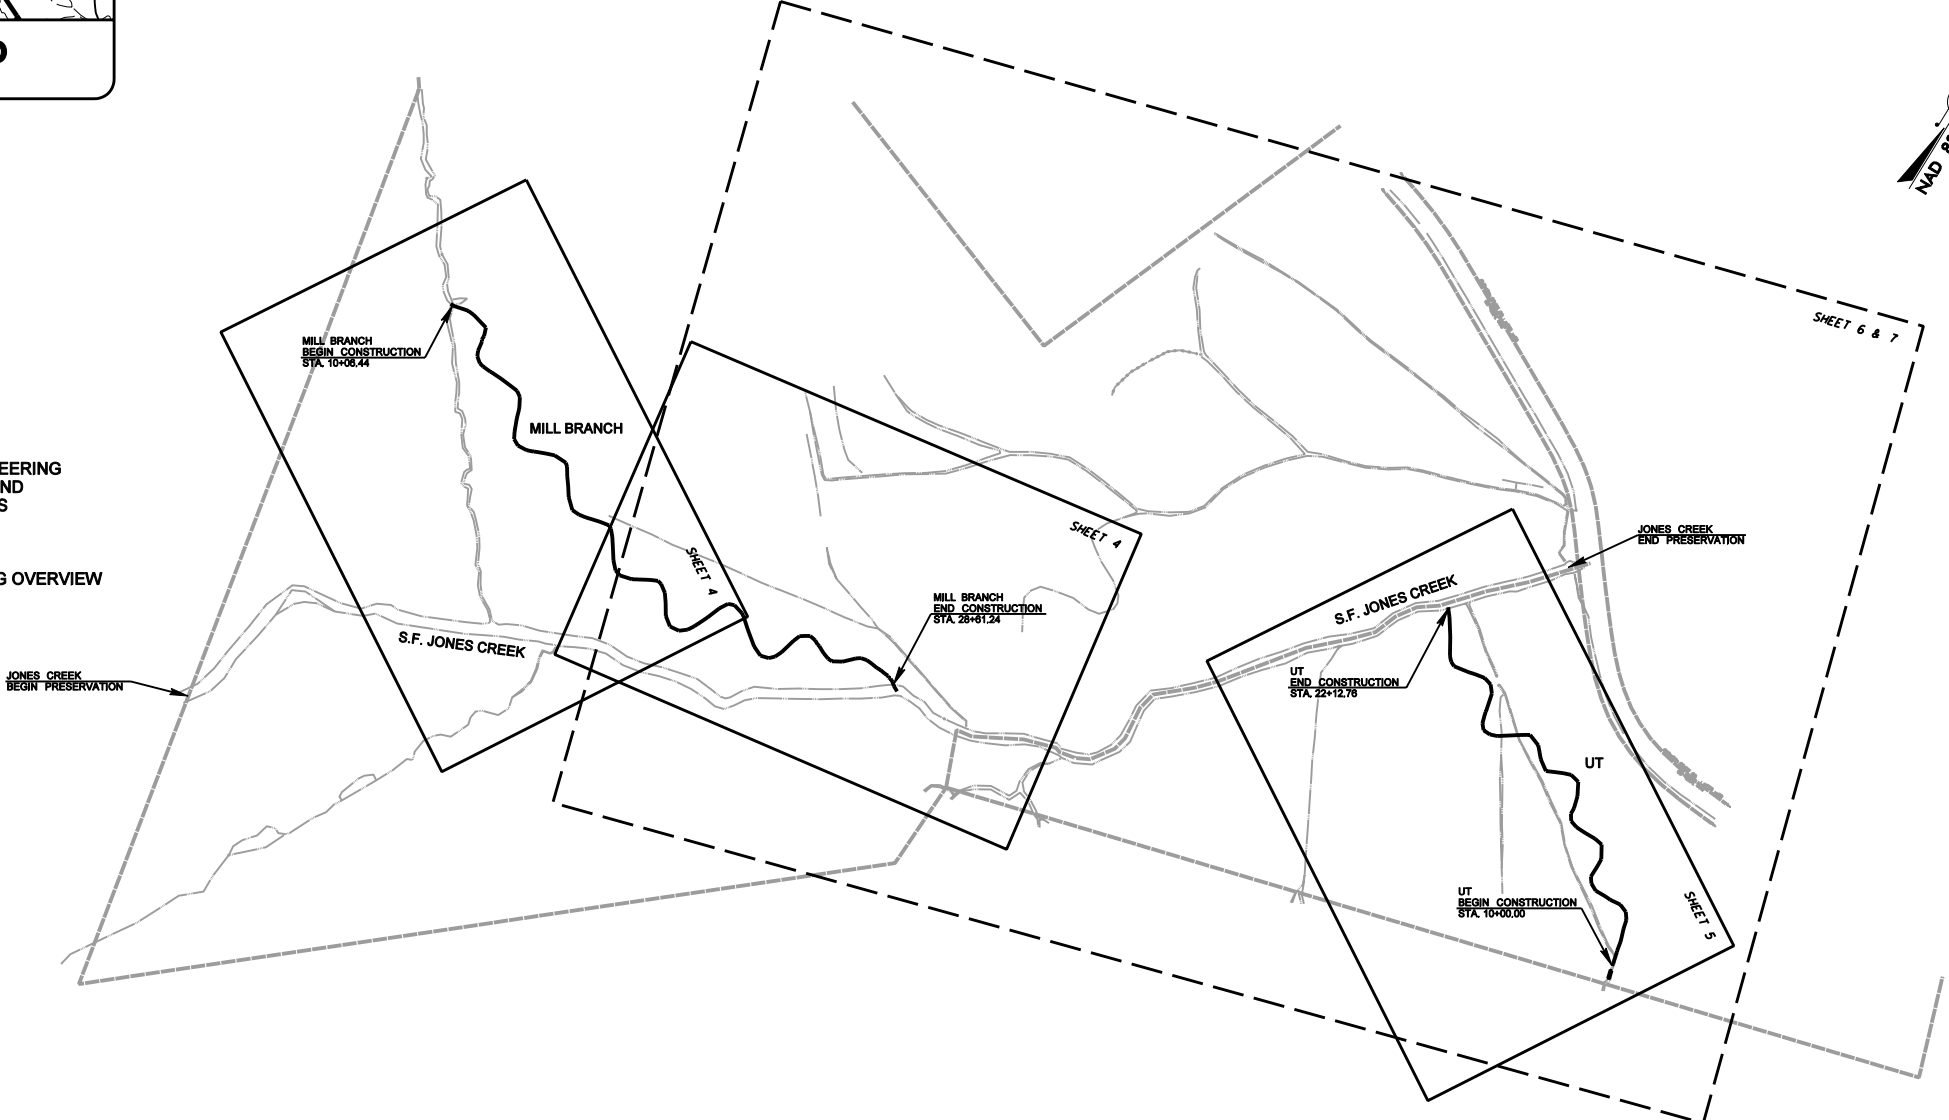 EERING
ND
S
G OVERVIEW
MILL BRANCH
BEGIN CONSTRUCTION
STA. 10+06.44
MILL BRANCH
SHEET 4
S.F. JONES CREEK
JONES CREEK
BEGIN PRESERVATION
SHEET 4
MILL BRANCH
END CONSTRUCTION
STA. 28+61.24
SHEET 6 & 7
NAD 8
JONES CREEK
END PRESERVATION
S.F. JONES CREEK
UT
END CONSTRUCTION
STA. 22+12.76
UT
UT
BEGIN CONSTRUCTION
STA. 10+00.00
SHEET 5